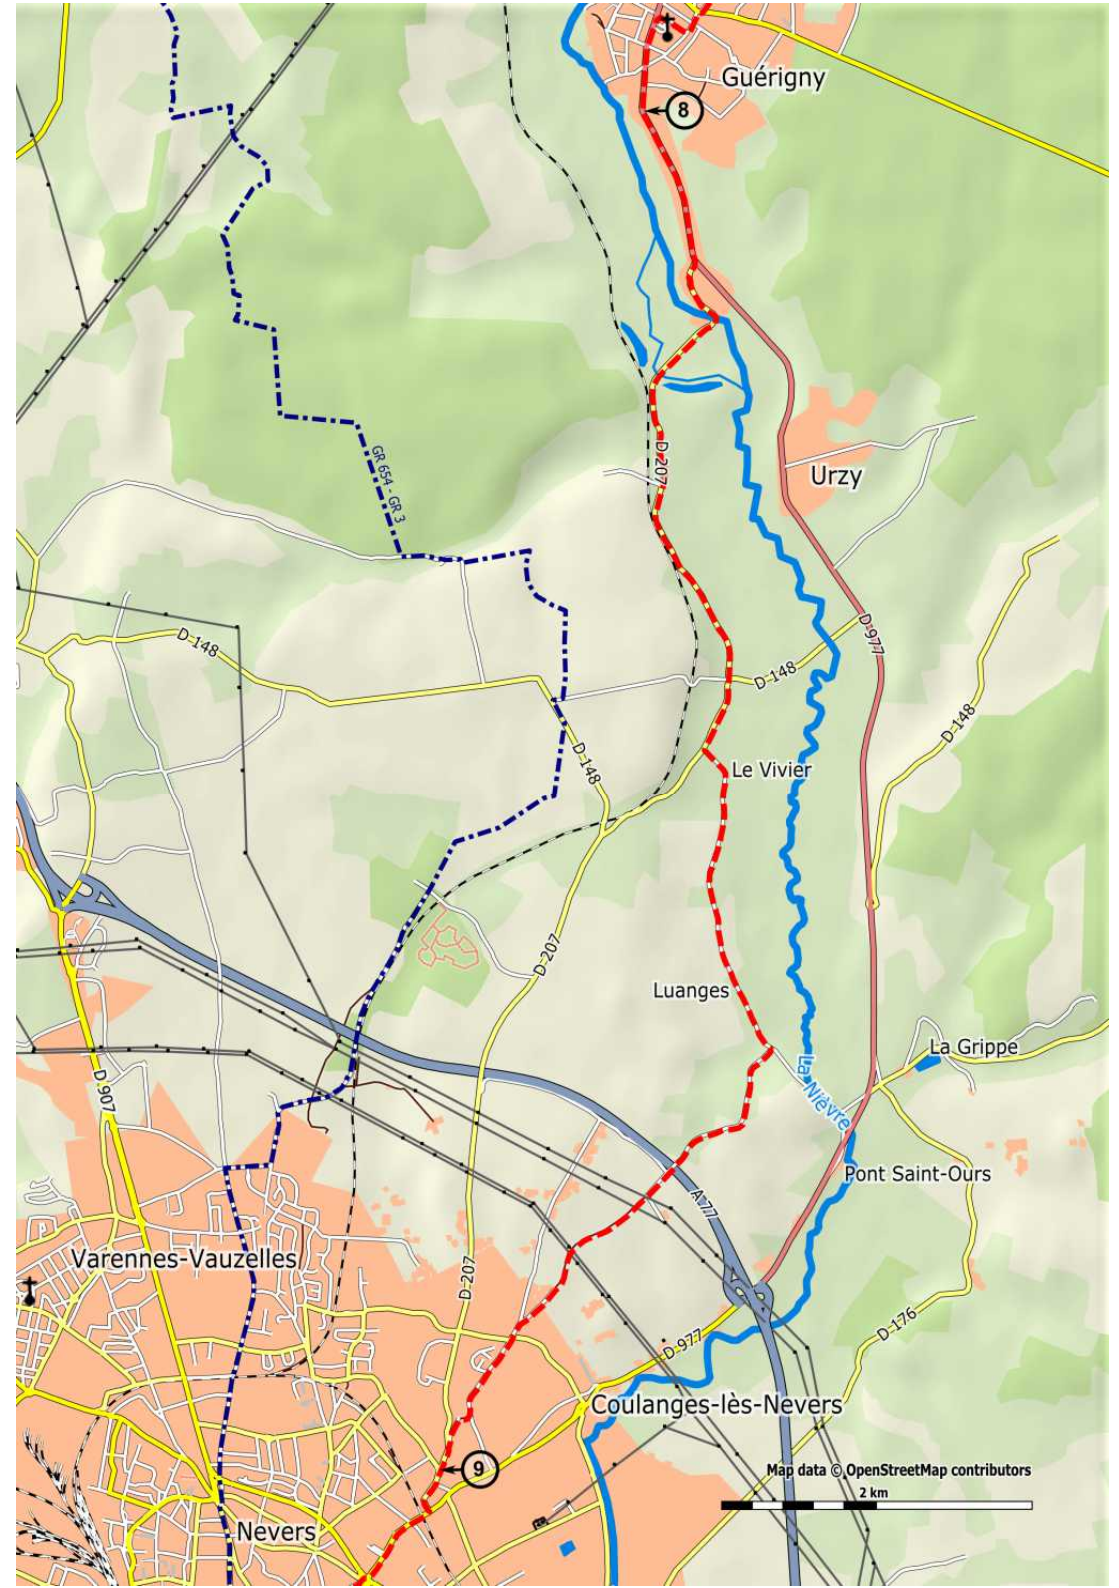 Guérigny
8
GR 654 - GR 3
D 207
Urzy
D 148
D 977
D 148
D 148
D 148
Le Vivier
D 207
Luanges
La Grippe
D 907
La Nièvre
Pont Saint-Ours
A 77
Varennes-Vauzelles
D 207
D 977
D 176
Coulanges-lès-Nevers
9
Map data © OpenStreetMap contributors
2 km
Nevers